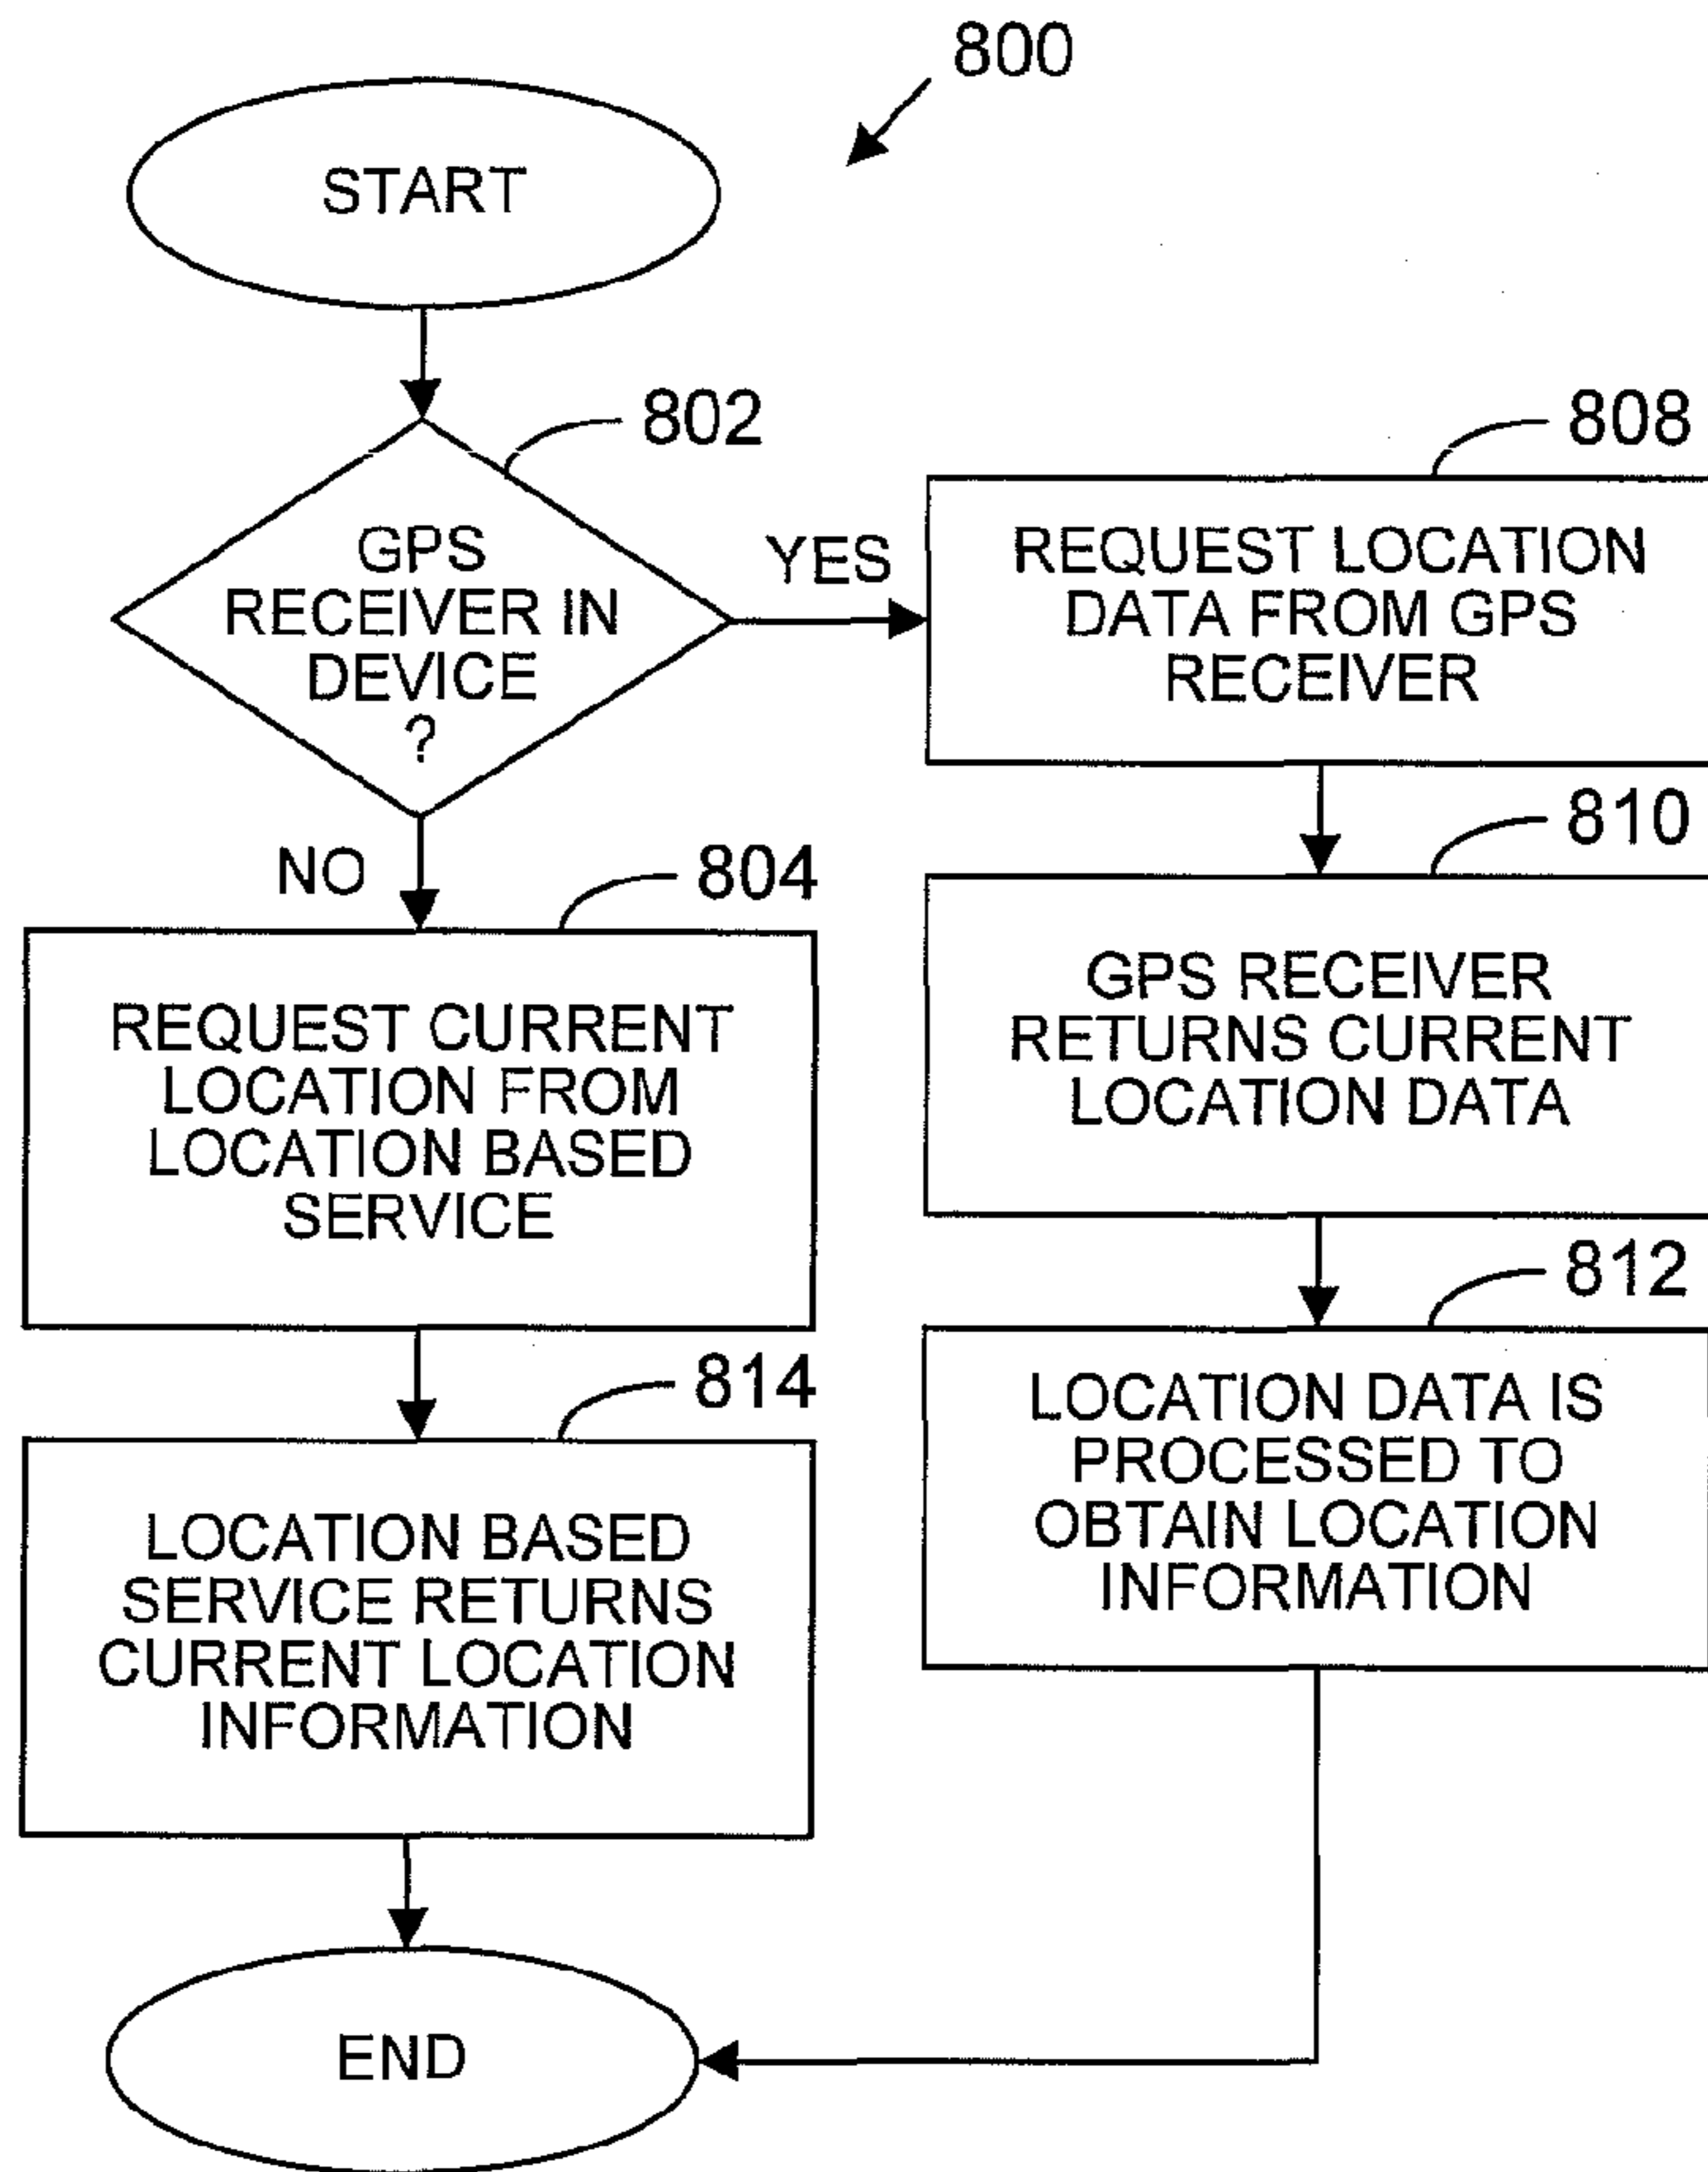 800
START
802
GPS
RECEIVER IN
DEVICE
?
YES
NO
808
REQUEST LOCATION
DATA FROM GPS
RECEIVER
810
GPS RECEIVER
RETURNS CURRENT
LOCATION DATA
812
LOCATION DATA IS
PROCESSED TO
OBTAIN LOCATION
INFORMATION
804
REQUEST CURRENT
LOCATION FROM
LOCATION BASED
SERVICE
814
LOCATION BASED
SERVICE RETURNS
CURRENT LOCATION
INFORMATION
END